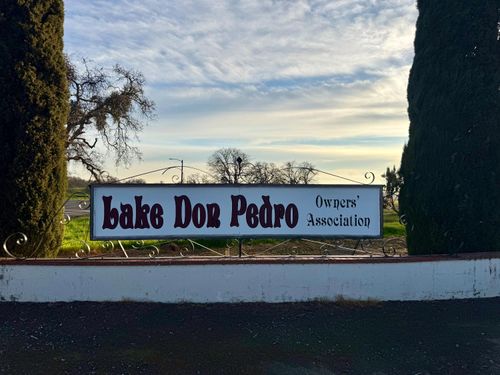 Lake Don Pedro
Owners'
Association